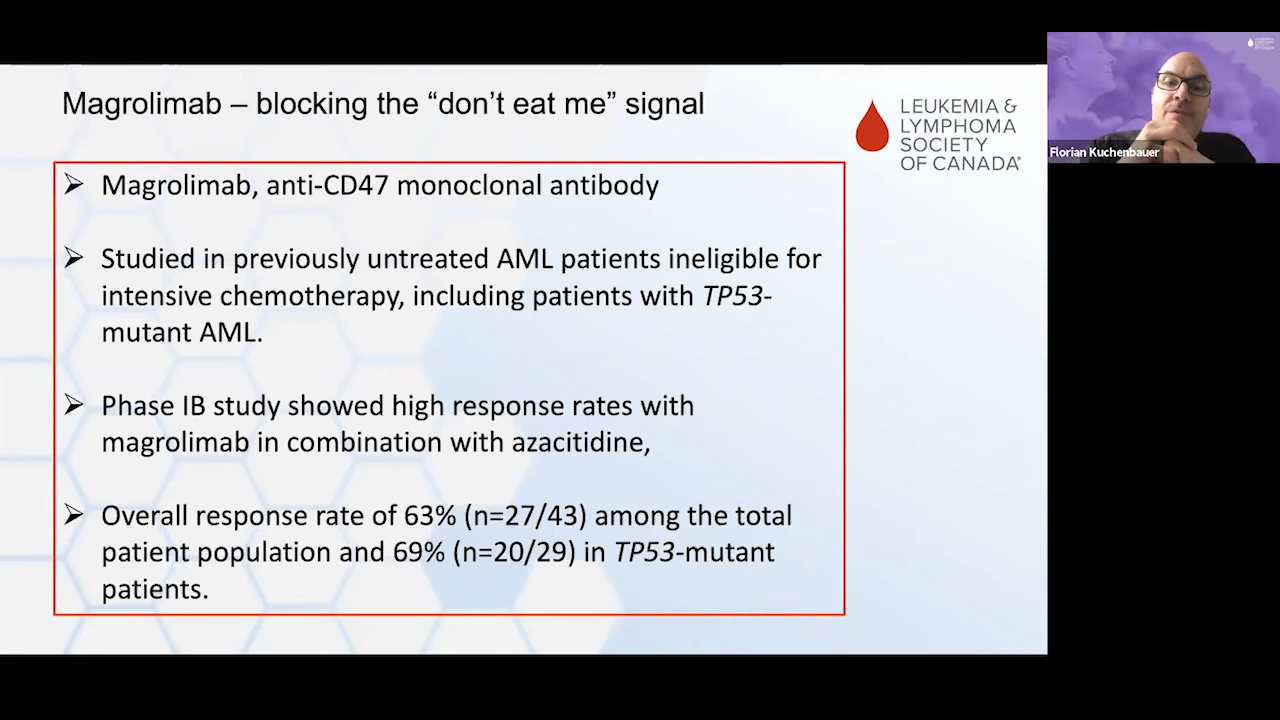 Magrolimab – blocking the “don’t eat me” signal
LEUKEMIA &
LYMPHOMA
SOCIETY
OF CANADA®
➢ Magrolimab, anti-CD47 monoclonal antibody
➢ Studied in previously untreated AML patients ineligible for
intensive chemotherapy, including patients with TP53-
mutant AML.
➢ Phase IB study showed high response rates with
magrolimab in combination with azacitidine,
➢ Overall response rate of 63% (n=27/43) among the total
patient population and 69% (n=20/29) in TP53-mutant
patients.
Florian Kuchenbauer